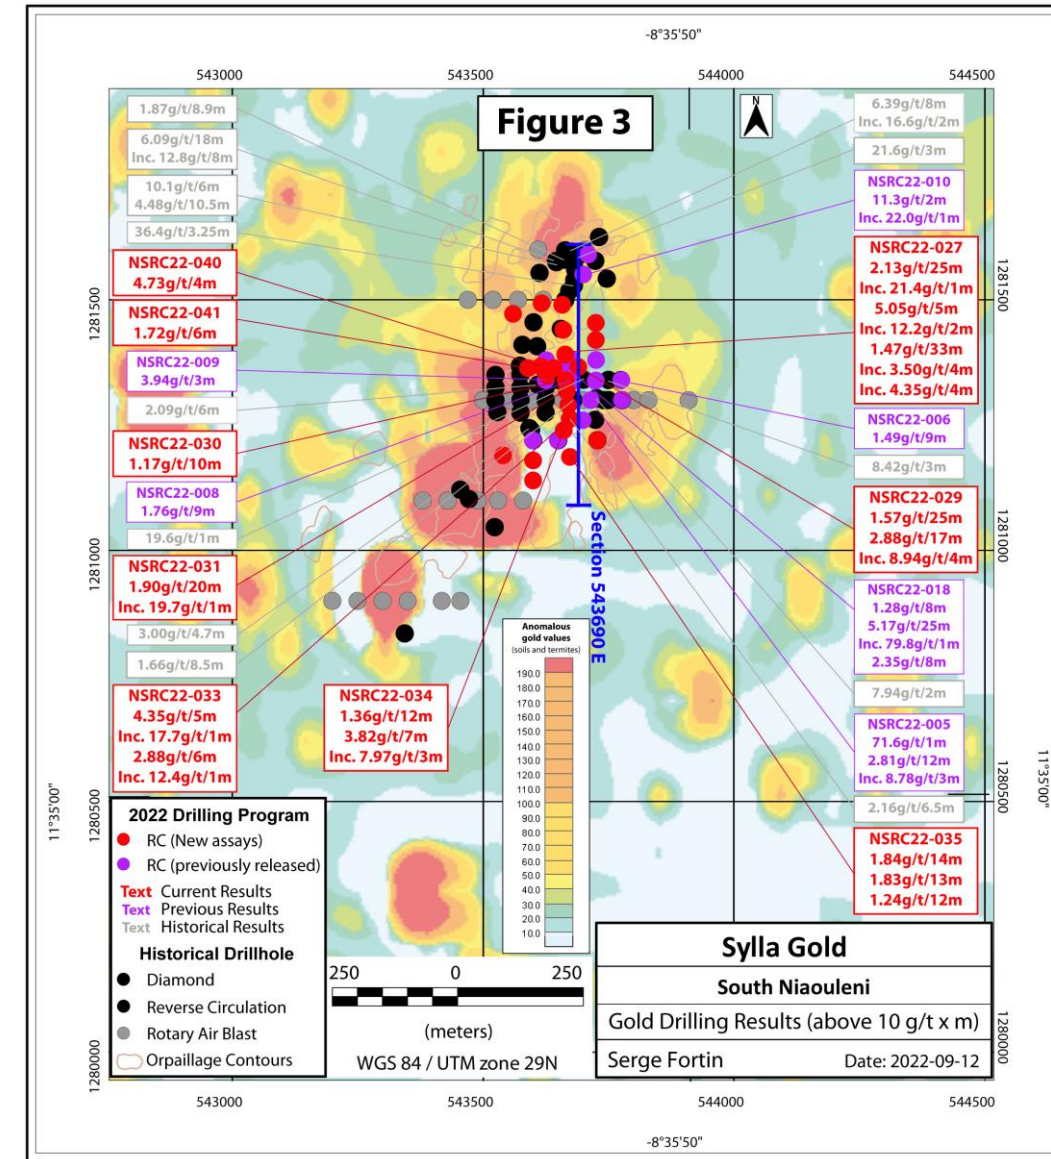 -8°35'50"
543000
543500
544000
544500
Figure 3
N
1.87g/t/8.9m
6.09g/t/18m
Inc. 12.8g/t/8m
10.1g/t/6m
4.48g/t/10.5m
36.4g/t/3.25m
NSRC22-040
4.73g/t/4m
NSRC22-041
1.72g/t/6m
NSRC22-009
3.94g/t/3m
2.09g/t/6m
NSRC22-030
1.17g/t/10m
NSRC22-008
1.76g/t/9m
19.6g/t/1m
NSRC22-031
1.90g/t/20m
Inc. 19.7g/t/1m
3.00g/t/4.7m
1.66g/t/8.5m
NSRC22-033
4.35g/t/5m
Inc. 17.7g/t/1m
2.88g/t/6m
Inc. 12.4g/t/1m
NSRC22-034
1.36g/t/12m
3.82g/t/7m
Inc. 7.97g/t/3m
6.39g/t/8m
Inc. 16.6g/t/2m
21.6g/t/3m
NSRC22-010
11.3g/t/2m
Inc. 22.0g/t/1m
NSRC22-027
2.13g/t/25m
Inc. 21.4g/t/1m
5.05g/t/5m
Inc. 12.2g/t/2m
1.47g/t/33m
Inc. 3.50g/t/4m
Inc. 4.35g/t/4m
NSRC22-006
1.49g/t/9m
8.42g/t/3m
NSRC22-029
1.57g/t/25m
2.88g/t/17m
Inc. 8.94g/t/4m
NSRC22-018
1.28g/t/8m
5.17g/t/25m
Inc. 79.8g/t/1m
2.35g/t/8m
7.94g/t/2m
NSRC22-005
71.6g/t/1m
2.81g/t/12m
Inc. 8.78g/t/3m
2.16g/t/6.5m
NSRC22-035
1.84g/t/14m
1.83g/t/13m
1.24g/t/12m
Section 543690 E
1281500
1281000
1280500
1280000
11°35'00"
1281500
1281000
1280500
1280000
11°35'00"
Anomalous
gold values
(soils and termites)
190.0
180.0
170.0
160.0
150.0
140.0
130.0
120.0
110.0
100.0
90.0
80.0
70.0
60.0
50.0
40.0
30.0
20.0
10.0
2022 Drilling Program
RC (New assays)
RC (previously released)
Text Current Results
Text Previous Results
Text Historical Results
Historical Drillhole
Diamond
Reverse Circulation
Rotary Air Blast
Orpaillage Contours
250 0 250
(meters)
WGS 84 / UTM zone 29N
Sylla Gold
South Niaouleni
Gold Drilling Results (above 10 g/t x m)
Serge Fortin Date: 2022-09-12
543000
543500
544000
544500
-8°35'50"